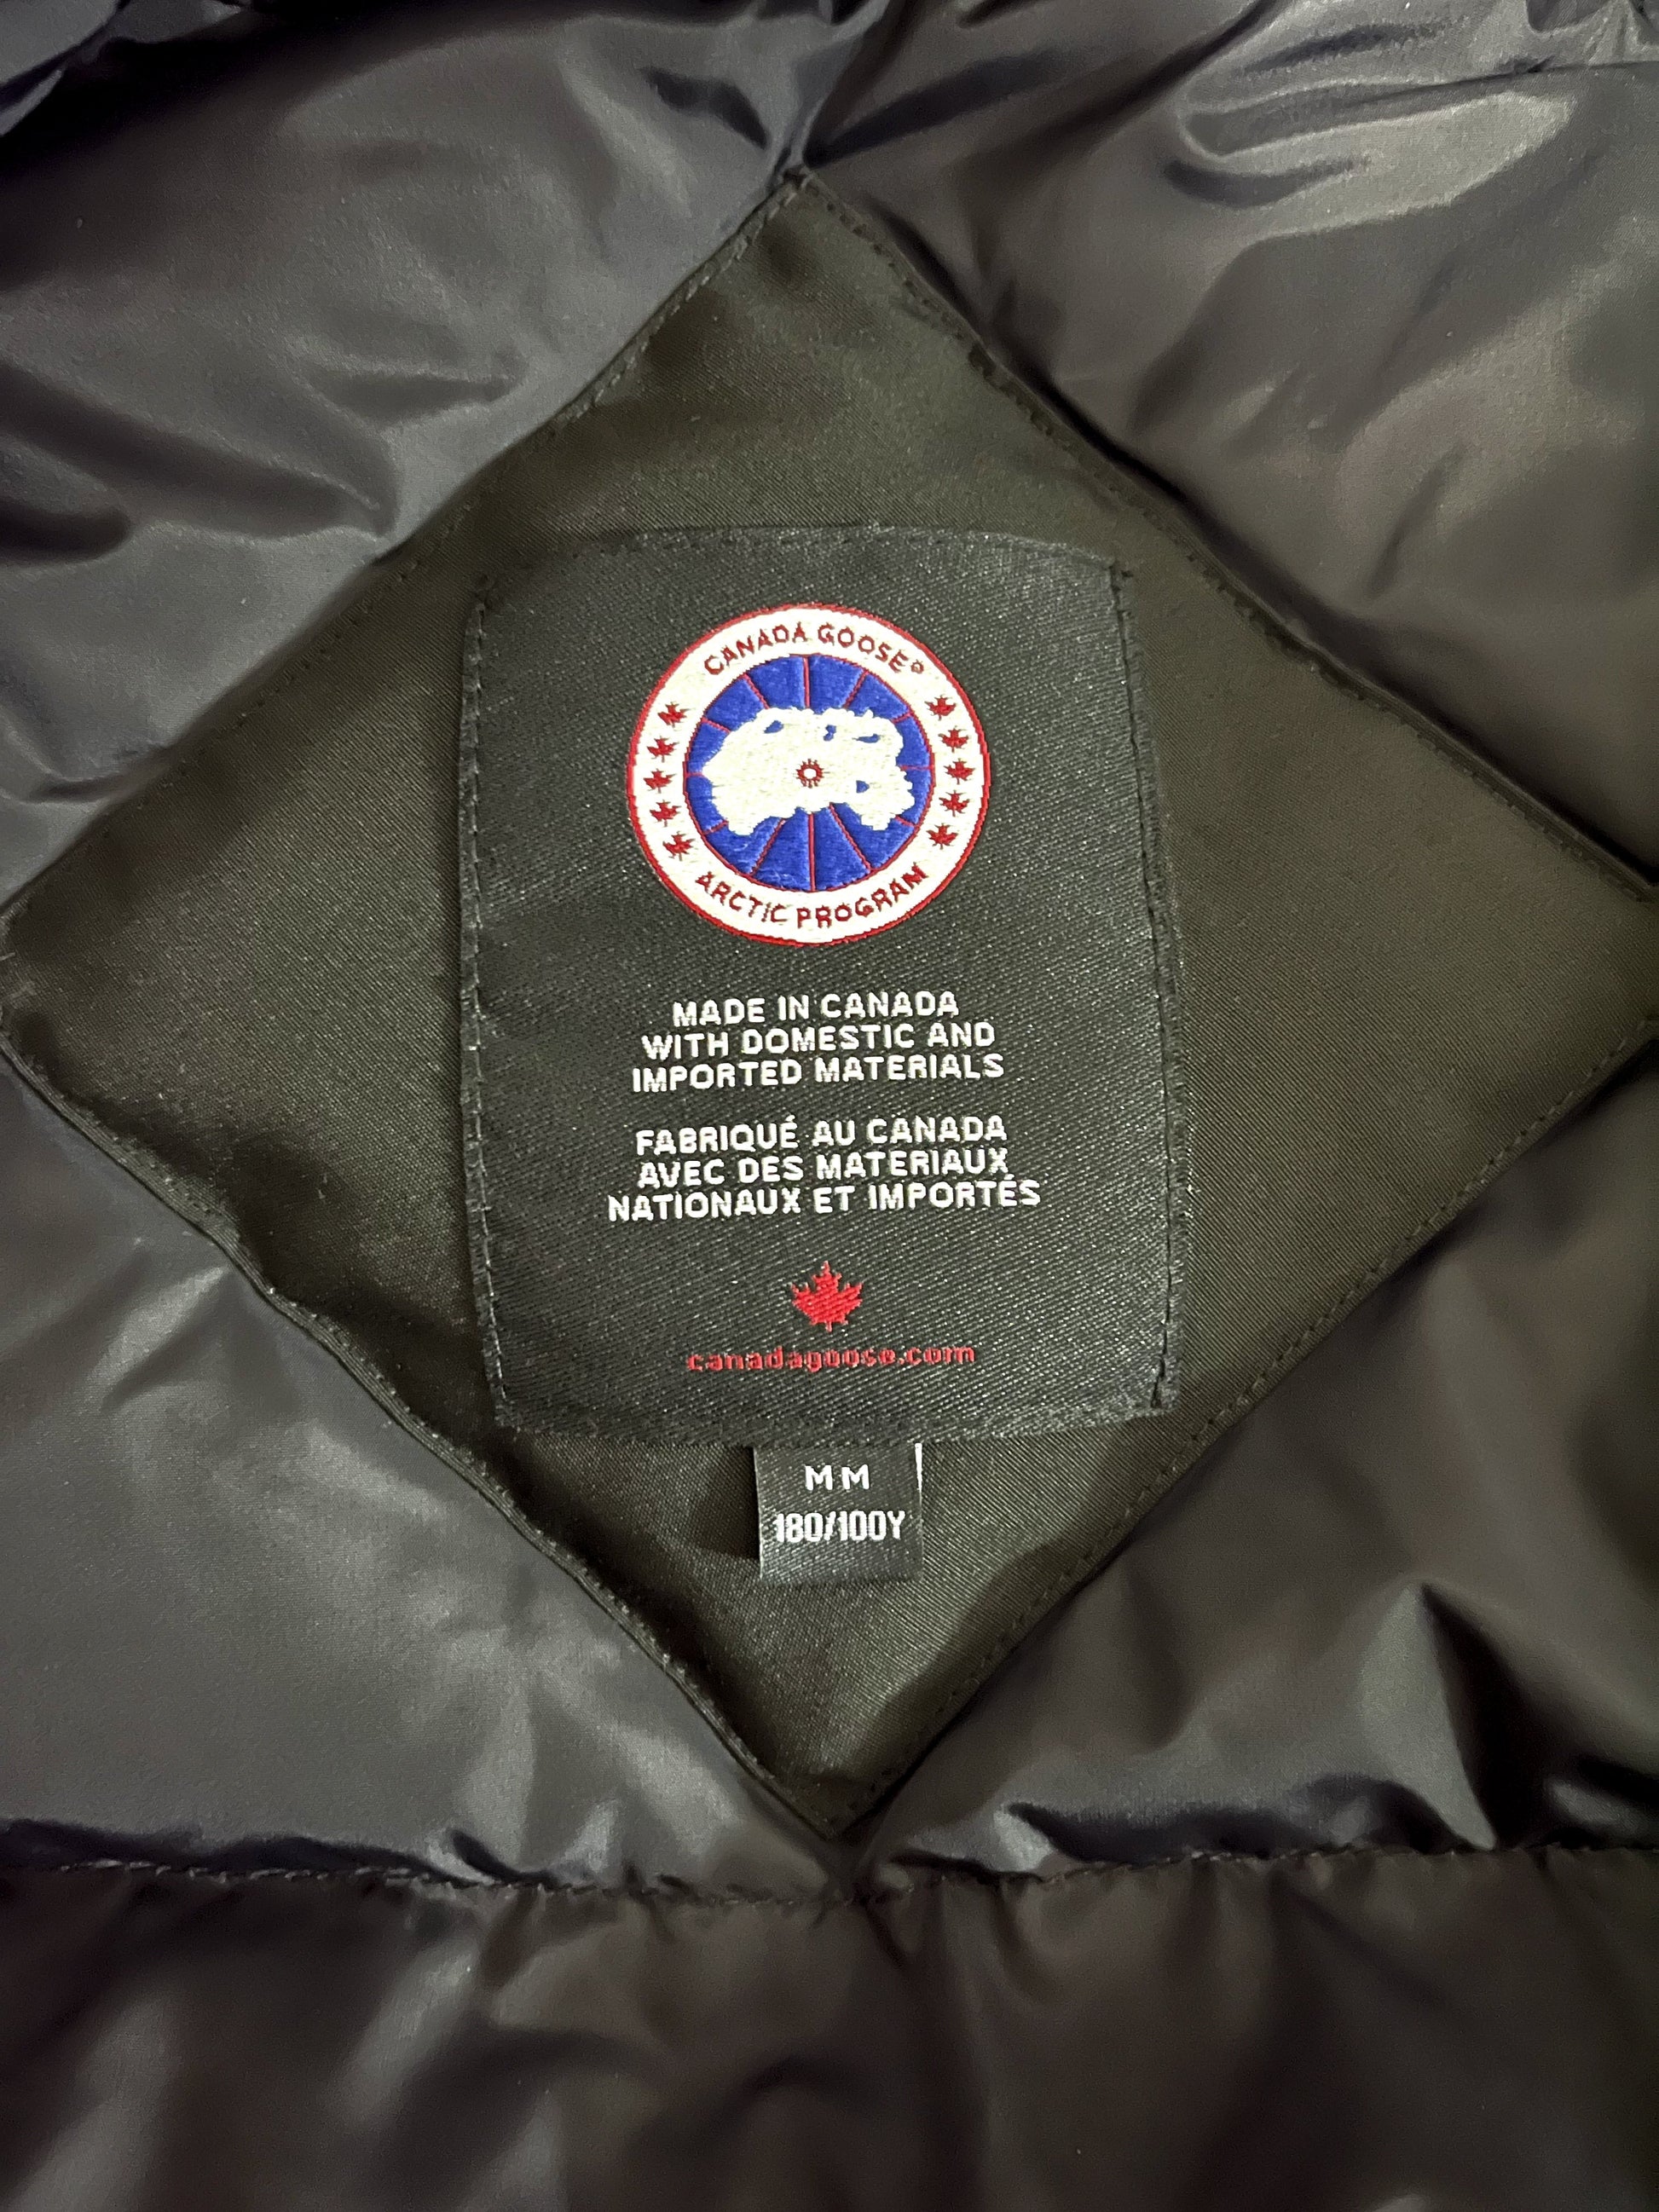 CANADA GOOSE®
ARCTIC PROGRAM
MADE IN CANADA
WITH DOMESTIC AND
IMPORTED MATERIALS
FABRIQUÉ AU CANADA
AVEC DES MATERIAUX
NATIONAUX ET IMPORTÉS
canadagoose.com
M M
180/100Y